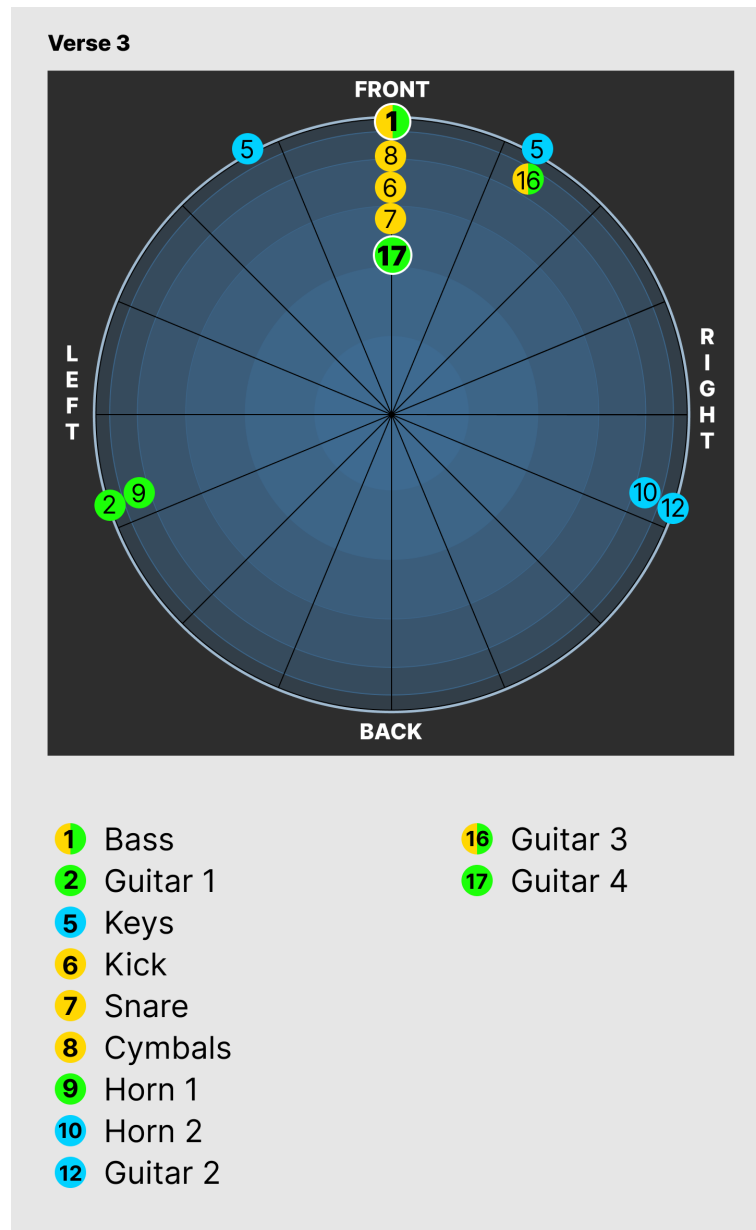 Verse 3
FRONT
1
5
8
5
16
6
7
17
LEFT
RIGHT
2
9
10
12
BACK
1 Bass
2 Guitar 1
5 Keys
6 Kick
7 Snare
8 Cymbals
9 Horn 1
10 Horn 2
12 Guitar 2
16 Guitar 3
17 Guitar 4